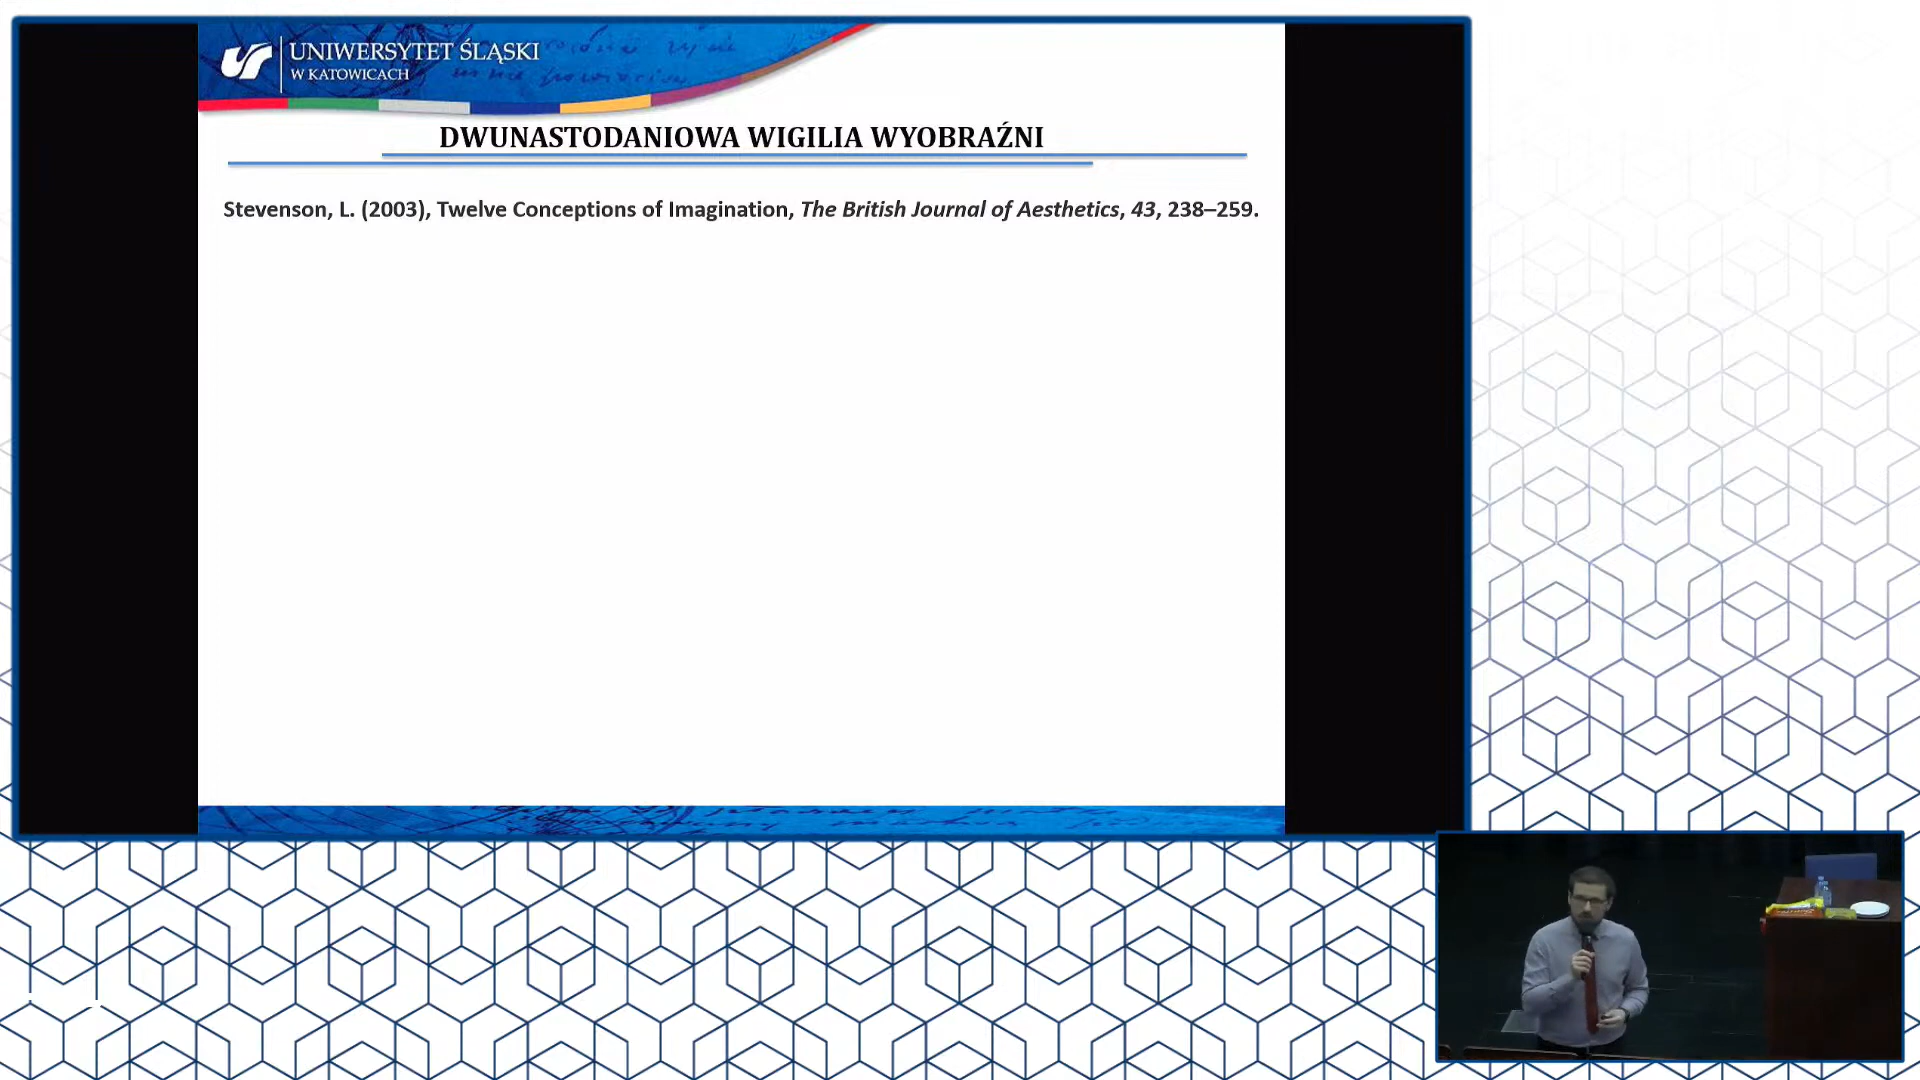 UNIWERSYTET ŚLĄSKI
W KATOWICACH
DWUNASTODANIOWA WIGILIA WYOBRAŹNI
Stevenson, L. (2003), Twelve Conceptions of Imagination, The British Journal of Aesthetics, 43, 238–259.